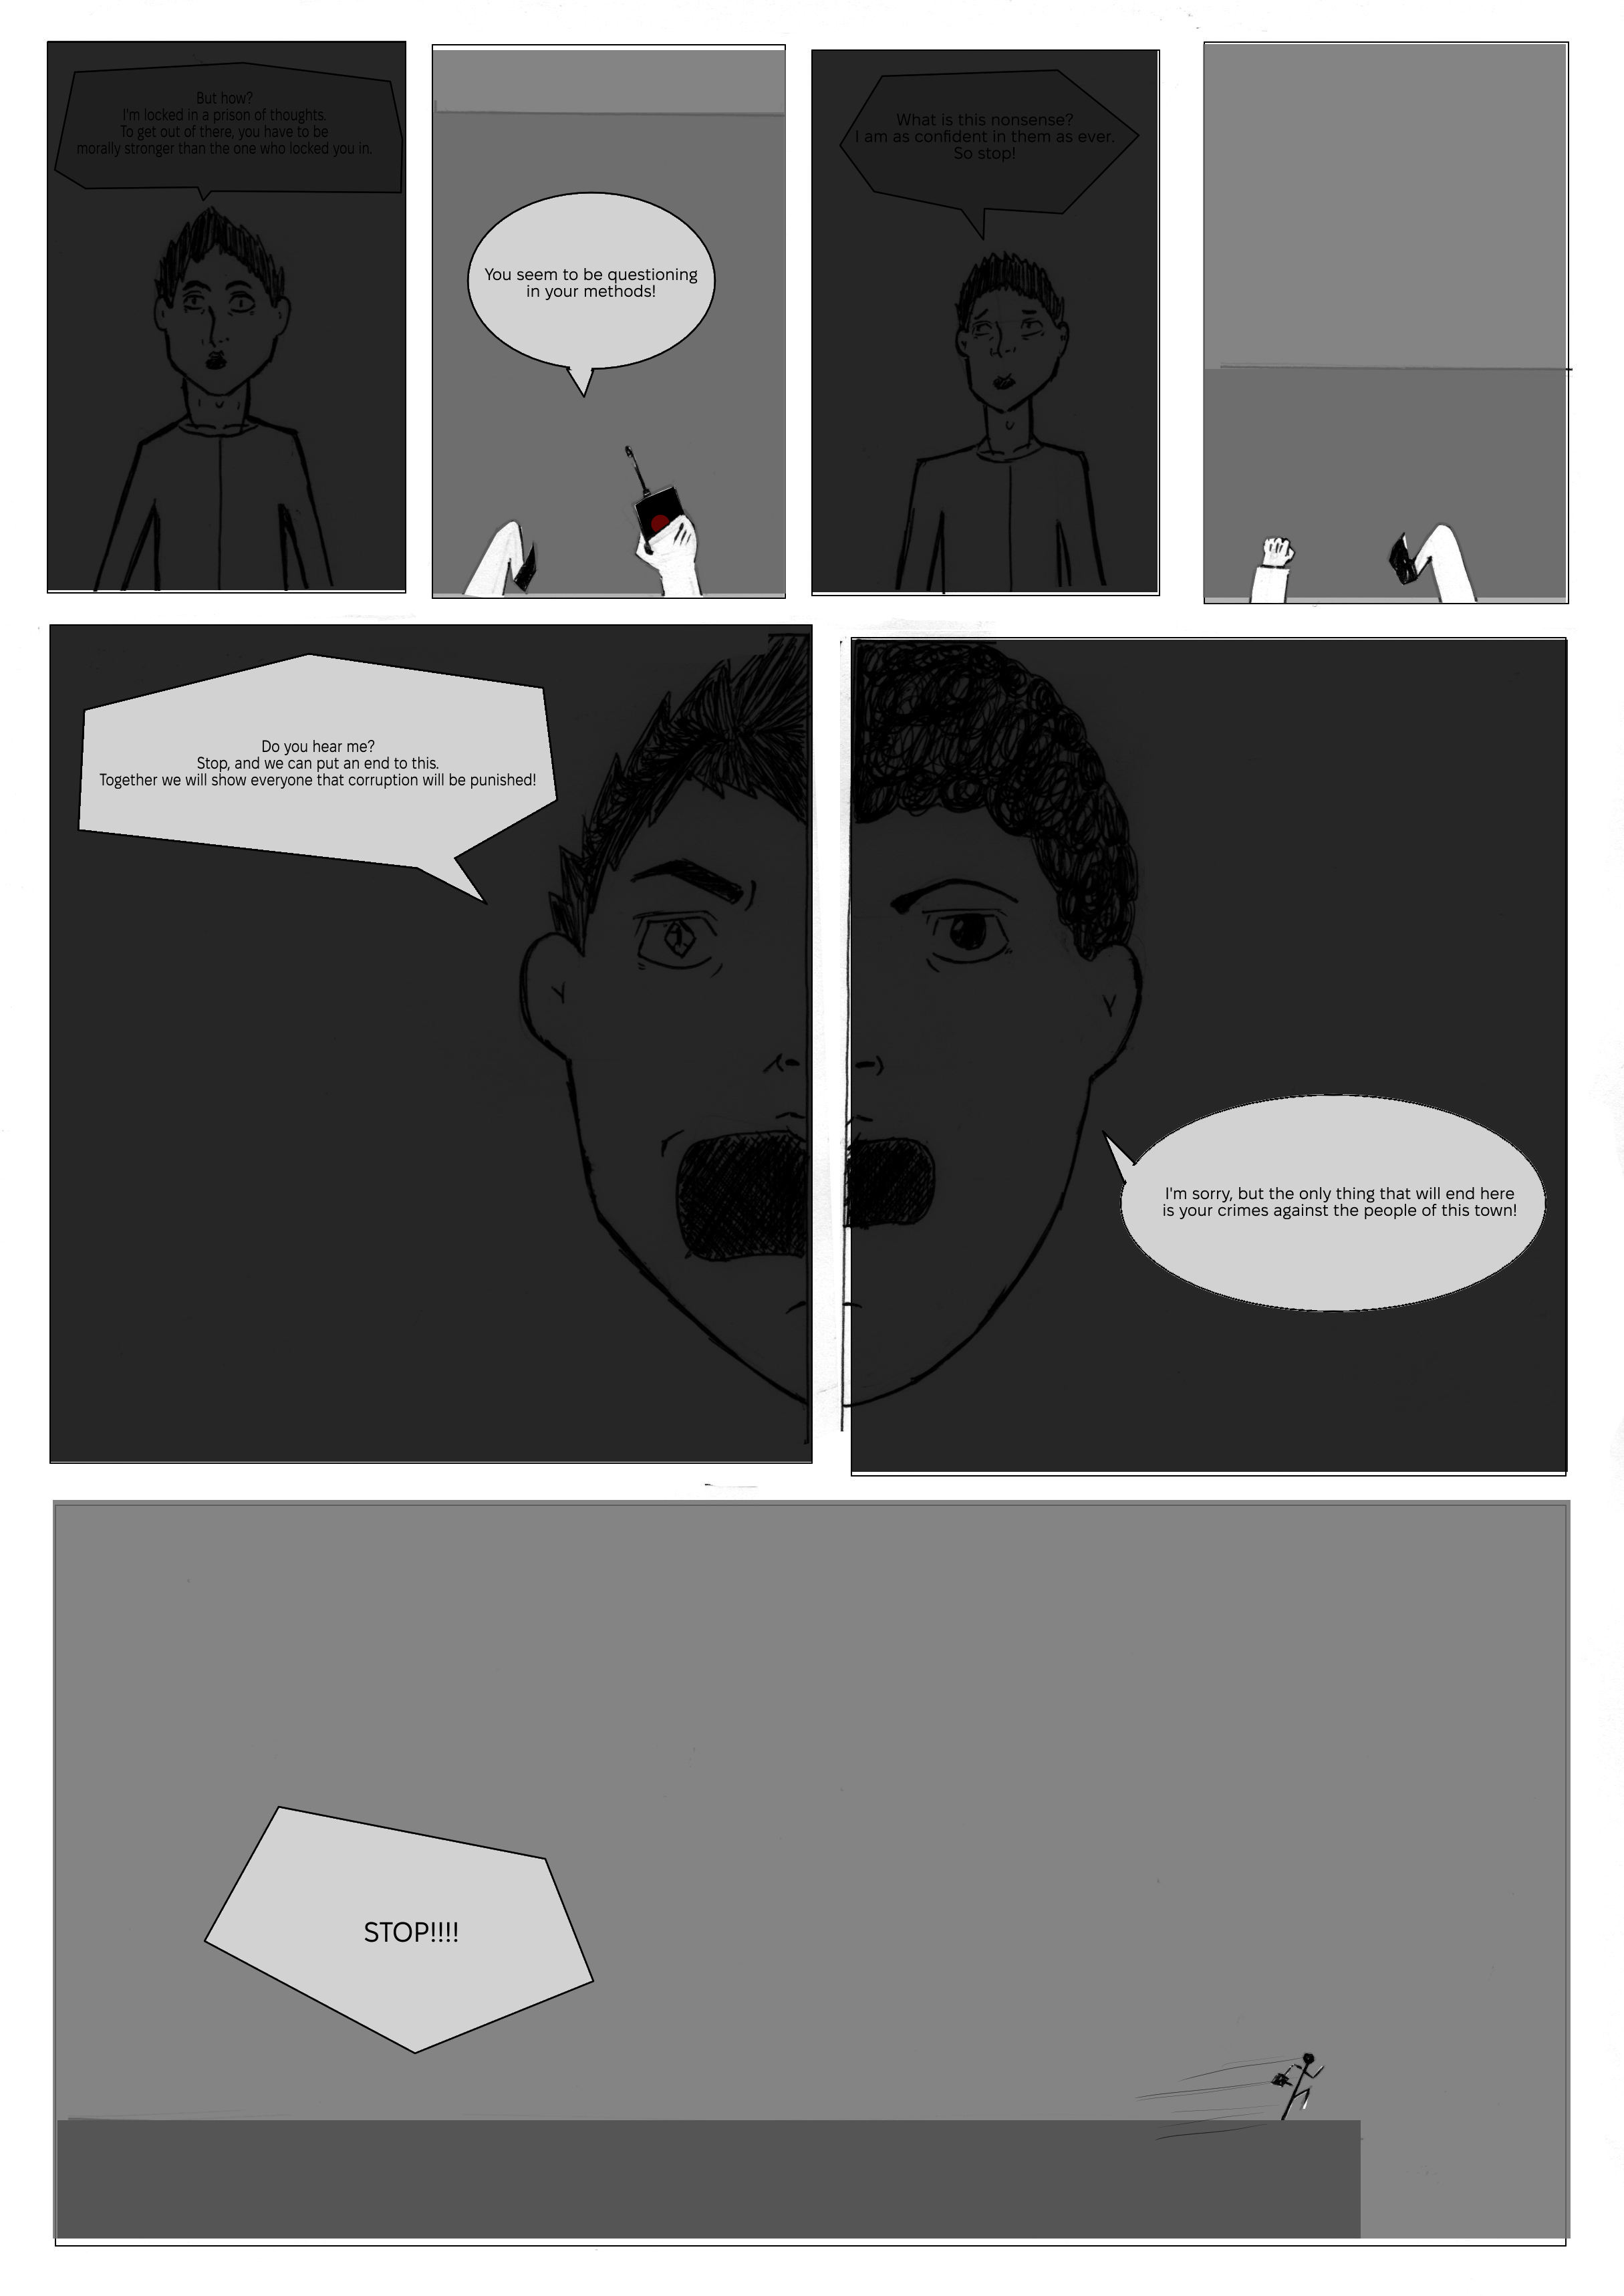 But how?
I'm locked in a prison of thoughts.
To get out of there, you have to be
morally stronger than the one who locked you in.
You seem to be questioning
in your methods!
What is this nonsense?
I am as confident in them as ever.
So stop!
Do you hear me?
Stop, and we can put an end to this.
Together we will show everyone that corruption will be punished!
I'm sorry, but the only thing that will end here
is your crimes against the people of this town!
STOP!!!!